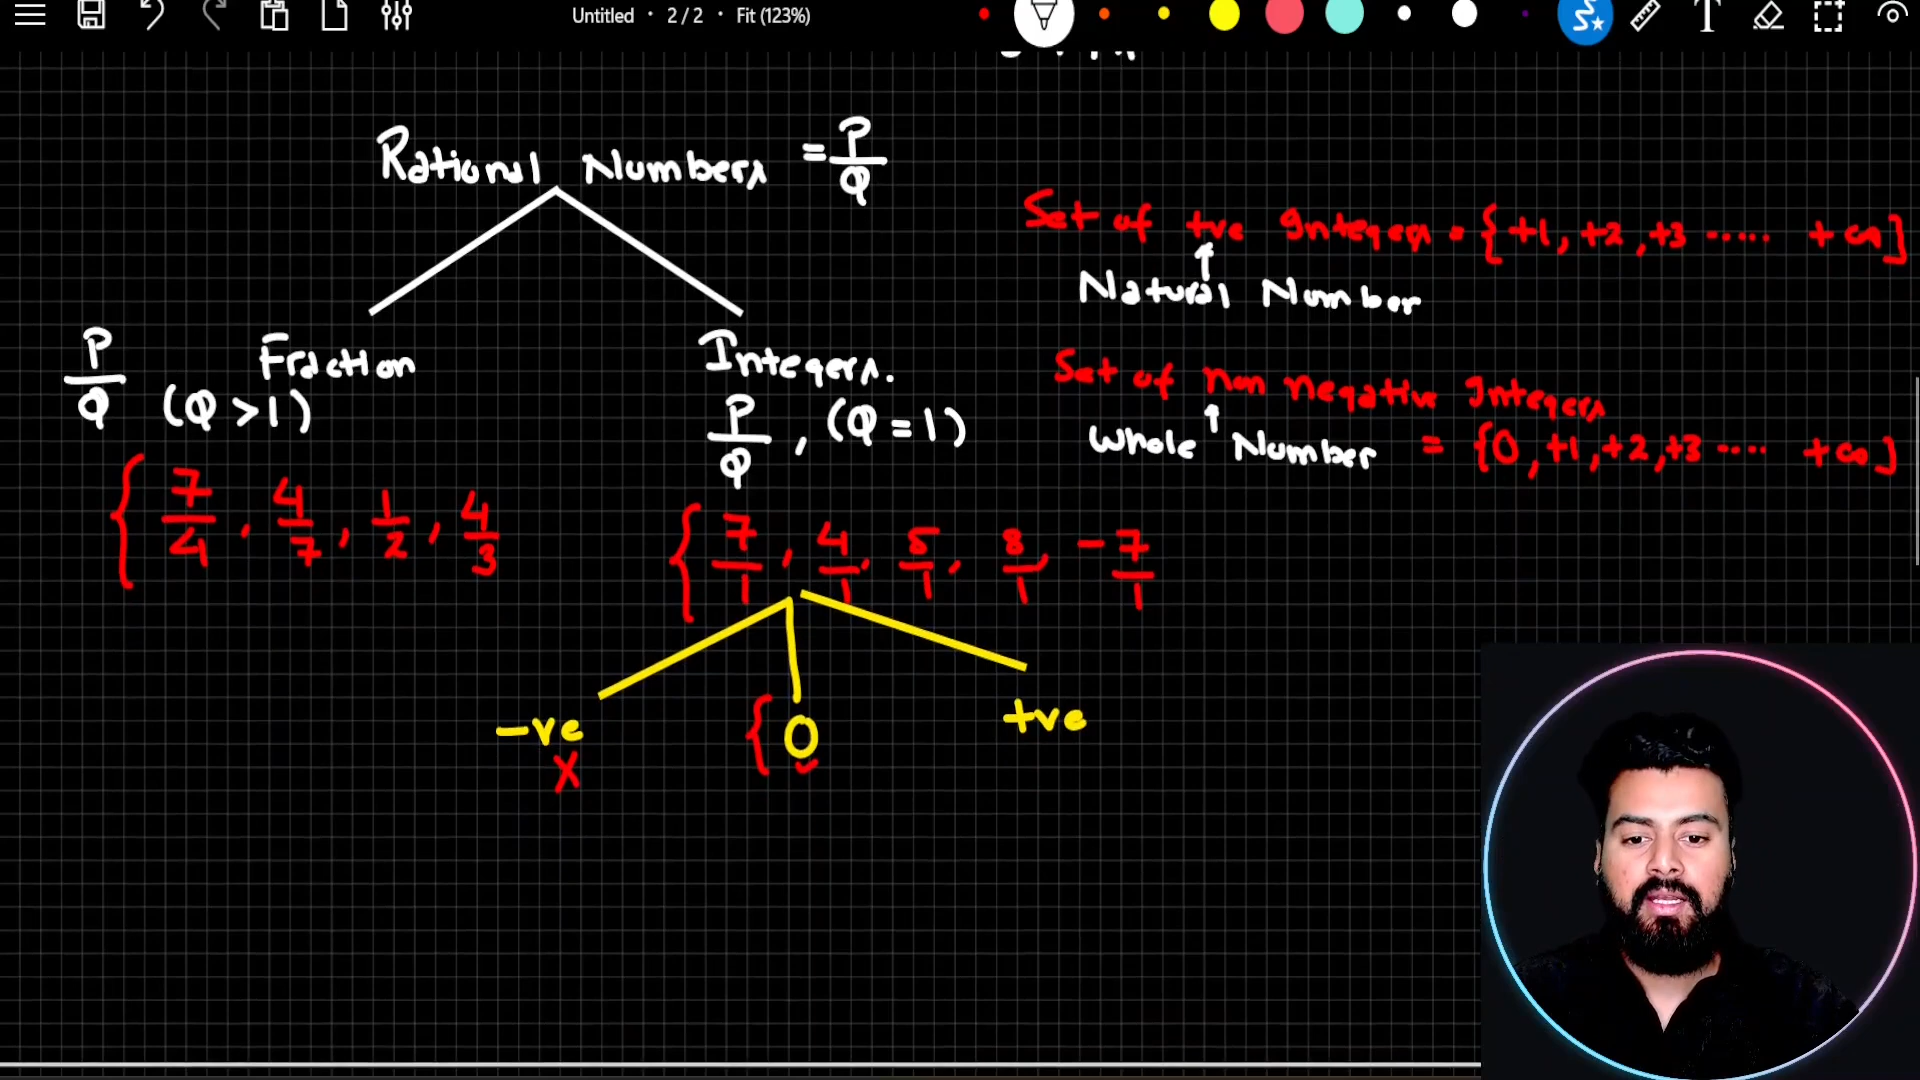 Untitled • 2 / 2 • Fit (123%)
Rational Numbers = P/Q
Set of +ve Integers = {+1, +2, +3 ..... +∞}
↑
Natural Number
P/Q (Q > 1)
Fraction
Integers.
P/Q, (Q = 1)
Set of non negative Integers
↑
Whole Number = {0, +1, +2, +3 .... +∞}
{7/4, 4/7, 1/2, 4/3
{7/1, 4/1, 5/1, 8/1, -7/1
-ve {0 +ve
X